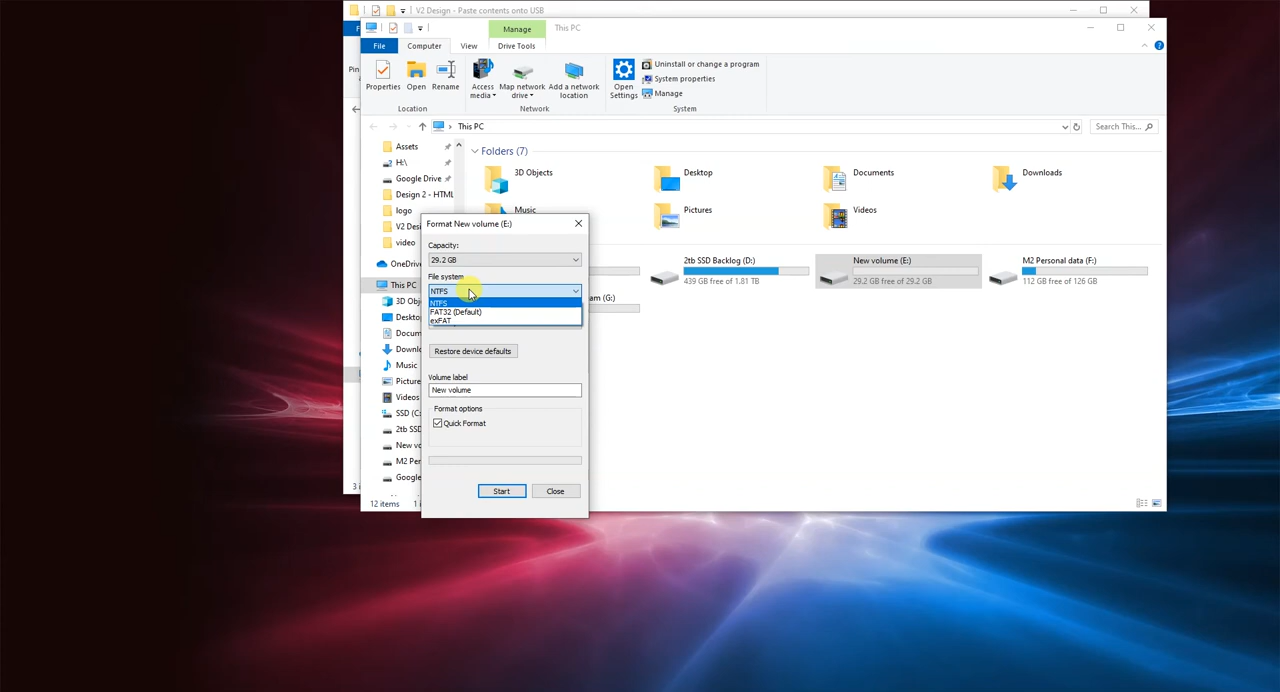 V2 Design - Paste contents onto USB
Manage
This PC
File
Computer
View
Drive Tools
Properties
Open
Rename
Access media
Map network drive
Add a network location
Open Settings
Uninstall or change a program
System properties
Manage
Location
Network
System
This PC
Search This...
Assets
H:\
Google Drive
Design 2 - HTML
logo
V2 Desi
video
OneDriv
This PC
3D Obj
Desktop
Docum
Downlo
Music
Picture
Videos
SSD (C:
2tb SSD
New vo
M2 Per
Google
Folders (7)
3D Objects
Desktop
Documents
Downloads
Music
Pictures
Videos
2tb SSD Backlog (D:)
439 GB free of 1.81 TB
New volume (E:)
29.2 GB free of 29.2 GB
M2 Personal data (F:)
112 GB free of 126 GB
am (G:)
Format New volume (E:)
Capacity:
29.2 GB
File system
NTFS
NTFS
FAT32 (Default)
exFAT
Restore device defaults
Volume label
New volume
Format options
Quick Format
Start
Close
12 items